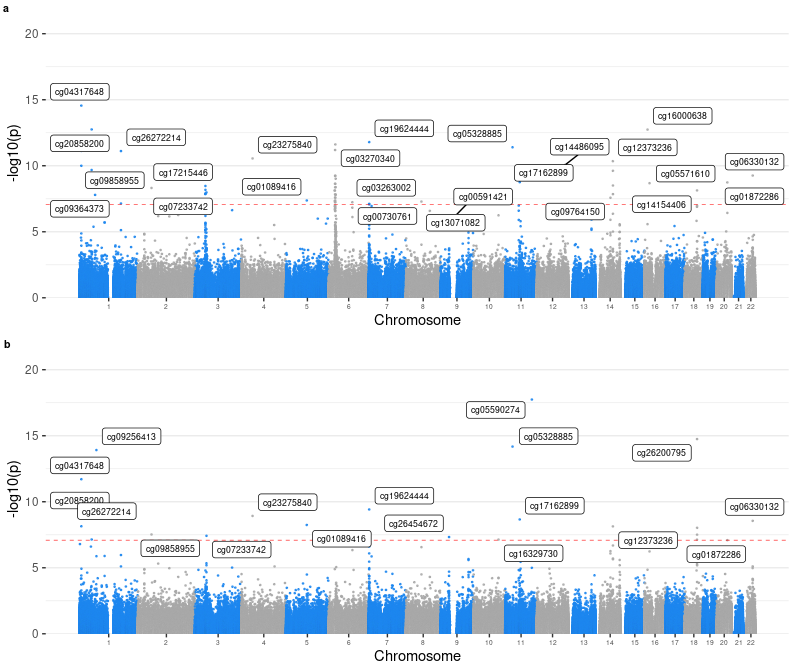 a
20
15
10
5
0
-log10(p)
cg04317648
cg20858200
cg26272214
cg09858955
cg17215446
cg09364373
cg07233742
cg23275840
cg01089416
cg03270340
cg19624444
cg03263002
cg00730761
cg05328885
cg00591421
cg13071082
cg14486095
cg17162899
cg09764150
cg12373236
cg16000638
cg05571610
cg14154406
cg06330132
cg01872286
1 2 3 4 5 6 7 8 9 10 11 12 13 14 15 16 17 18 19 20 21 22
Chromosome
b
20
15
10
5
0
-log10(p)
cg09256413
cg04317648
cg20858200
cg26272214
cg09858955
cg07233742
cg23275840
cg01089416
cg19624444
cg26454672
cg05590274
cg05328885
cg17162899
cg16329730
cg26200795
cg12373236
cg01872286
cg06330132
1 2 3 4 5 6 7 8 9 10 11 12 13 14 15 16 17 18 19 20 21 22
Chromosome